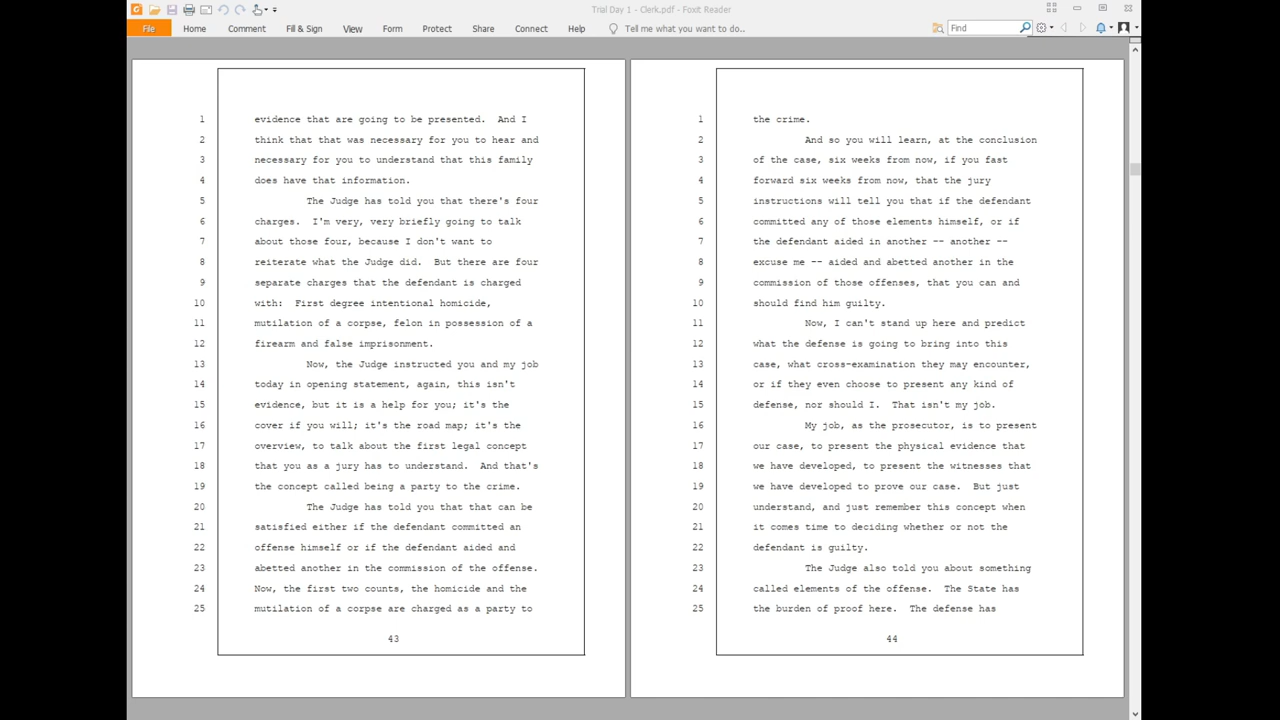 Trial Day 1 - Clerk.pdf - Foxit Reader
File Home Comment Fill & Sign View Form Protect Share Connect Help Tell me what you want to do.. Find
1 evidence that are going to be presented. And I
2 think that that was necessary for you to hear and
3 necessary for you to understand that this family
4 does have that information.
5 The Judge has told you that there's four
6 charges. I'm very, very briefly going to talk
7 about those four, because I don't want to
8 reiterate what the Judge did. But there are four
9 separate charges that the defendant is charged
10 with: First degree intentional homicide,
11 mutilation of a corpse, felon in possession of a
12 firearm and false imprisonment.
13 Now, the Judge instructed you and my job
14 today in opening statement, again, this isn't
15 evidence, but it is a help for you; it's the
16 cover if you will; it's the road map; it's the
17 overview, to talk about the first legal concept
18 that you as a jury has to understand. And that's
19 the concept called being a party to the crime.
20 The Judge has told you that that can be
21 satisfied either if the defendant committed an
22 offense himself or if the defendant aided and
23 abetted another in the commission of the offense.
24 Now, the first two counts, the homicide and the
25 mutilation of a corpse are charged as a party to
43
1 the crime.
2 And so you will learn, at the conclusion
3 of the case, six weeks from now, if you fast
4 forward six weeks from now, that the jury
5 instructions will tell you that if the defendant
6 committed any of those elements himself, or if
7 the defendant aided in another -- another --
8 excuse me -- aided and abetted another in the
9 commission of those offenses, that you can and
10 should find him guilty.
11 Now, I can't stand up here and predict
12 what the defense is going to bring into this
13 case, what cross-examination they may encounter,
14 or if they even choose to present any kind of
15 defense, nor should I. That isn't my job.
16 My job, as the prosecutor, is to present
17 our case, to present the physical evidence that
18 we have developed, to present the witnesses that
19 we have developed to prove our case. But just
20 understand, and just remember this concept when
21 it comes time to deciding whether or not the
22 defendant is guilty.
23 The Judge also told you about something
24 called elements of the offense. The State has
25 the burden of proof here. The defense has
44